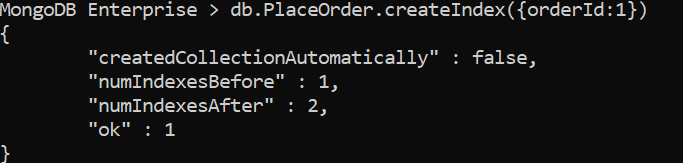 MongoDB Enterprise > db.PlaceOrder.createIndex({orderId:1})
{
        "createdCollectionAutomatically" : false,
        "numIndexesBefore" : 1,
        "numIndexesAfter" : 2,
        "ok" : 1
}